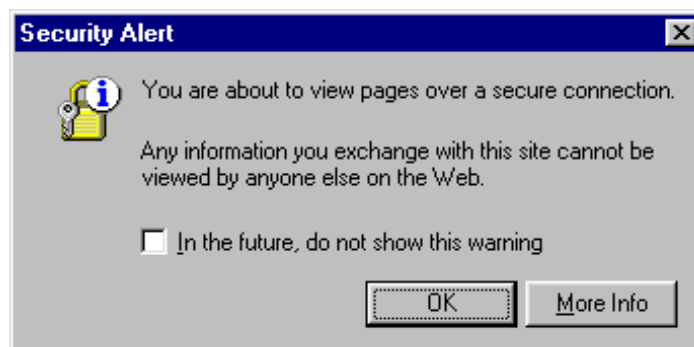 Security Alert
You are about to view pages over a secure connection.
Any information you exchange with this site cannot be
viewed by anyone else on the Web.
In the future, do not show this warning
OK
More Info